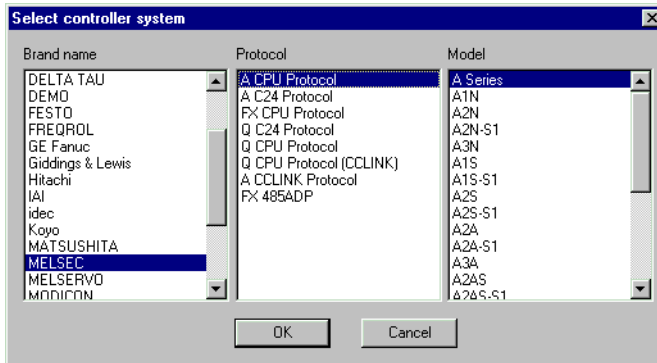 Select controller system
Brand name
DELTA TAU
DEMO
FESTO
FREQROL
GE Fanuc
Giddings & Lewis
Hitachi
IAI
idec
Koyo
MATSUSHITA
MELSEC
MELSERVO
MODICON
Protocol
A CPU Protocol
A C24 Protocol
FX CPU Protocol
Q C24 Protocol
Q CPU Protocol
Q CPU Protocol (CCLINK)
A CCLINK Protocol
FX 485ADP
Model
A Series
A1N
A2N
A2N-S1
A3N
A1S
A1S-S1
A2S
A2S-S1
A2A
A2A-S1
A3A
A2AS
A2AS-S1
OK
Cancel